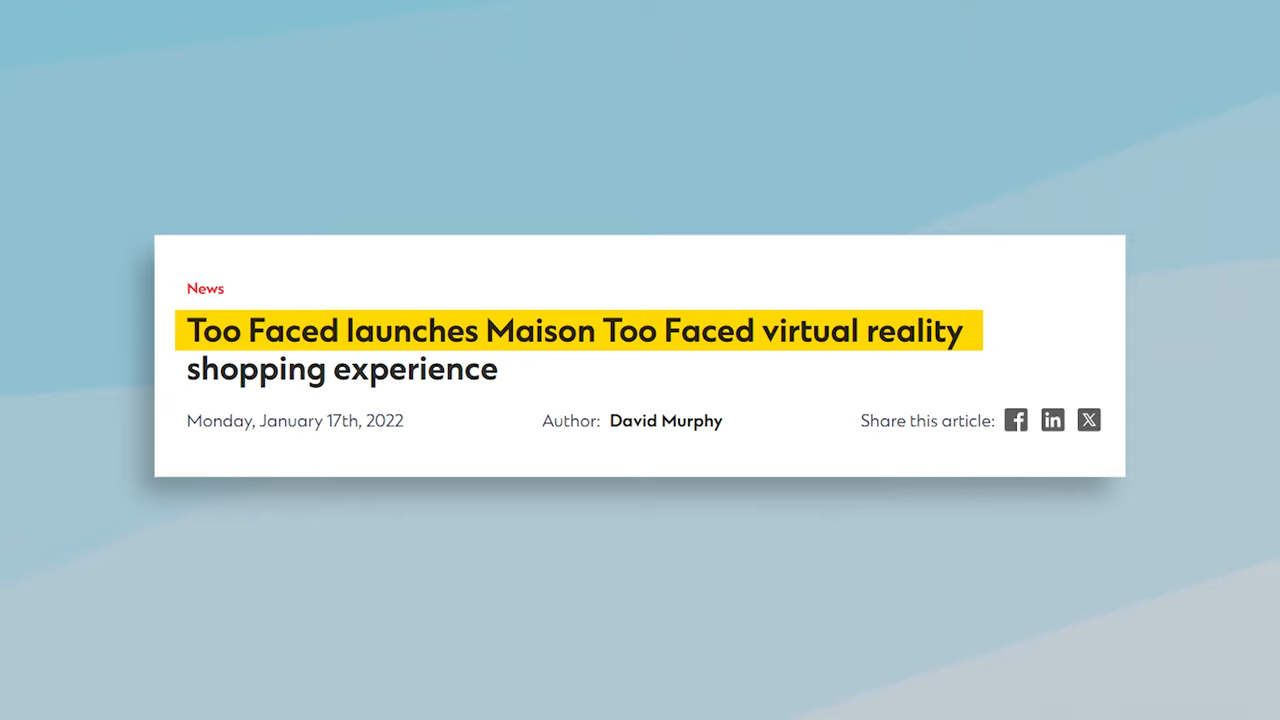 News
Too Faced launches Maison Too Faced virtual reality
shopping experience
Monday, January 17th, 2022 Author: David Murphy Share this article: